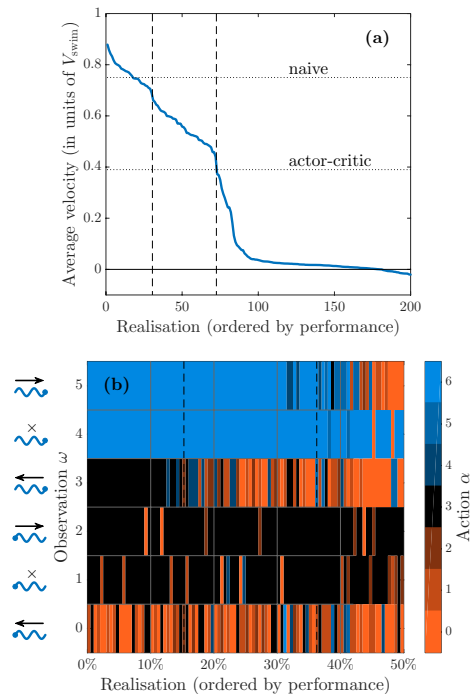 (a)
naive
actor-critic
Average velocity (in units of V_swim)
1
0.8
0.6
0.4
0.2
0
0 50 100 150 200
Realisation (ordered by performance)
(b)
Observation ω
5
4
3
2
1
0
0% 10% 20% 30% 40% 50%
Realisation (ordered by performance)
6
5
4
3
2
1
0
Action α